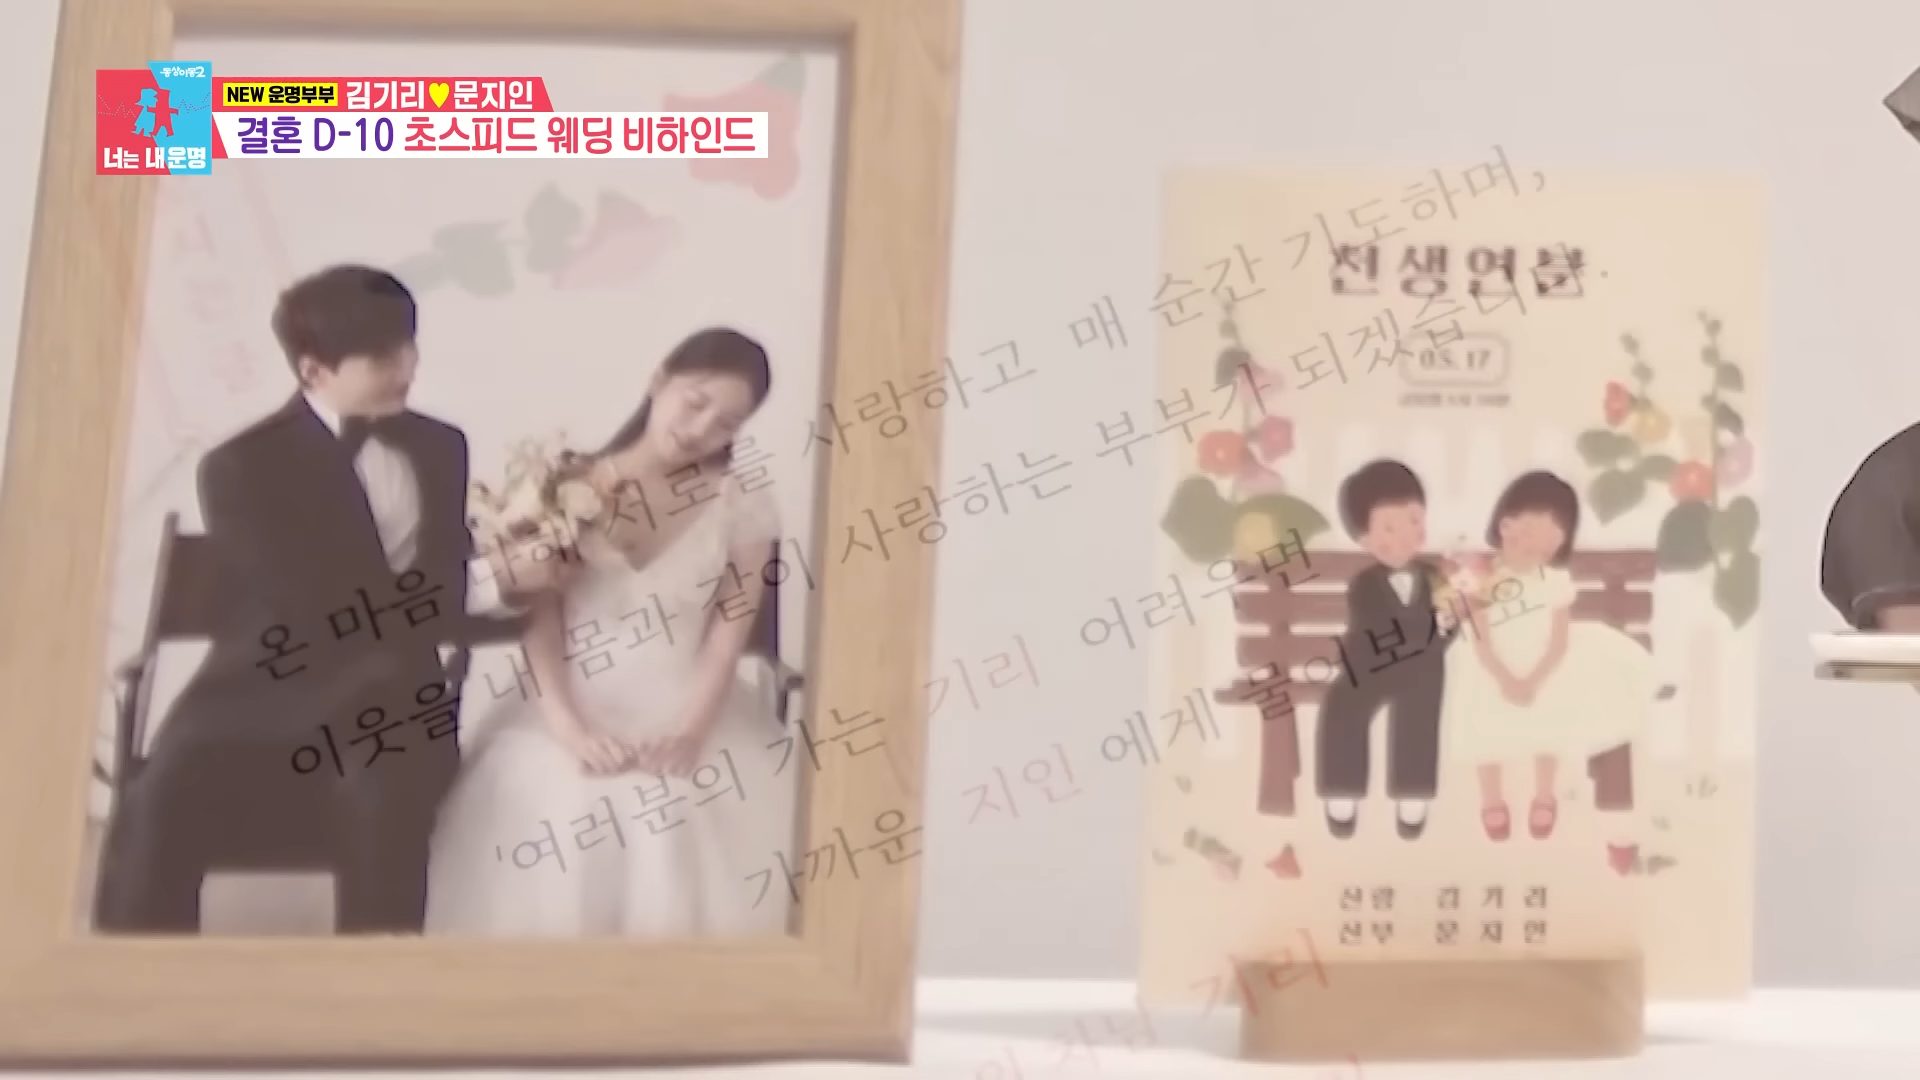 동상이몽2
너는 내운명
NEW 운명부부 김기리♥문지인
결혼 D-10 초스피드 웨딩 비하인드
온 마음 다해 서로를 사랑하고 매 순간 기도하며,
이웃을 내 몸과 같이 사랑하는 부부가 되겠습니다.
'여러분의 가는 기리 어려우면
가까운 지인에게 물어보세요'
기리
천생연분
05. 17
신랑 김기리
신부 문지인